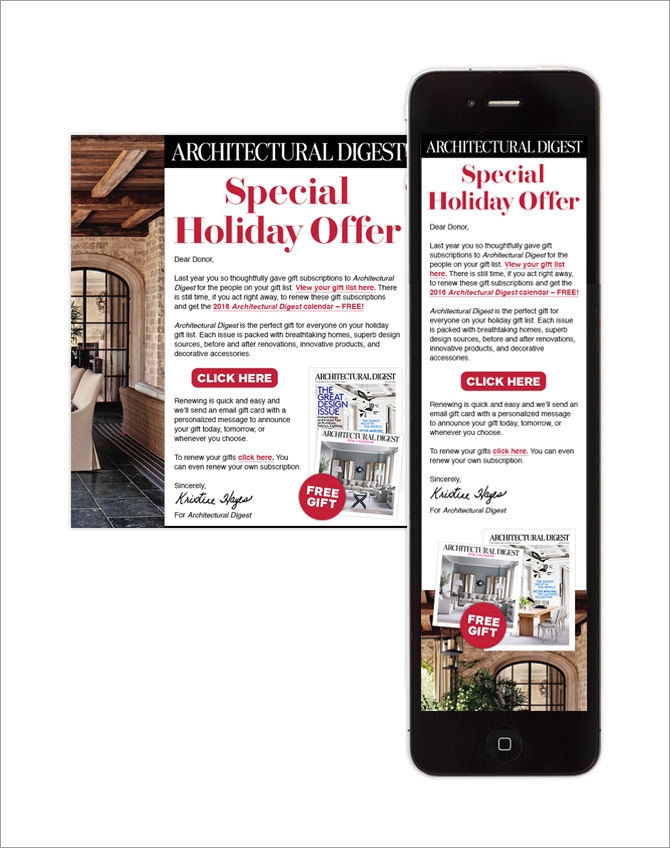 ARCHITECTURAL DIGEST
Special
Holiday Offer
Dear Donor,
Last year you so thoughtfully gave gift subscriptions to Architectural
Digest for the people on your gift list. View your gift list here. There
is still time, if you act right away, to renew these gift subscriptions
and get the 2016 Architectural Digest calendar – FREE!
Architectural Digest is the perfect gift for everyone on your holiday
gift list. Each issue is packed with breathtaking homes, superb design
sources, before and after renovations, innovative products, and
decorative accessories.
CLICK HERE
Renewing is quick and easy and
we'll send an email gift card with a
personalized message to announce
your gift today, tomorrow, or
whenever you choose.
To renew your gifts click here. You
can even renew your own subscription.
Sincerely,
Kristine Hayes
For Architectural Digest
ARCHITECTURAL DIGEST
THE
GREAT
DESIGN
ISSUE
ARCHITECTURAL DIGEST
2016 CALENDAR
FREE
GIFT
ARCHITECTURAL DIGEST
Special
Holiday Offer
Dear Donor,
Last year you so thoughtfully gave
gift subscriptions to Architectural
Digest for the
people on your gift list. View your gift list
here. There is still time, if you act right away,
to renew these gift subscriptions and get the
2016 Architectural Digest calendar – FREE!
Architectural Digest is the perfect gift for
everyone on your holiday gift list. Each issue
is packed with breathtaking homes, superb
design sources, before and after renovations,
innovative products, and decorative
accessories.
CLICK HERE
Renewing is quick and easy and we'll send an
email gift card with a personalized message
to announce your gift today, tomorrow, or
whenever you choose.
To renew your gifts click here. You can even
renew your own subscription.
Sincerely,
Kristine Hayes
For Architectural Digest
ARCHITECTURAL DIGEST
ARCHITECTURAL DIGEST
2016 CALENDAR
FREE
GIFT